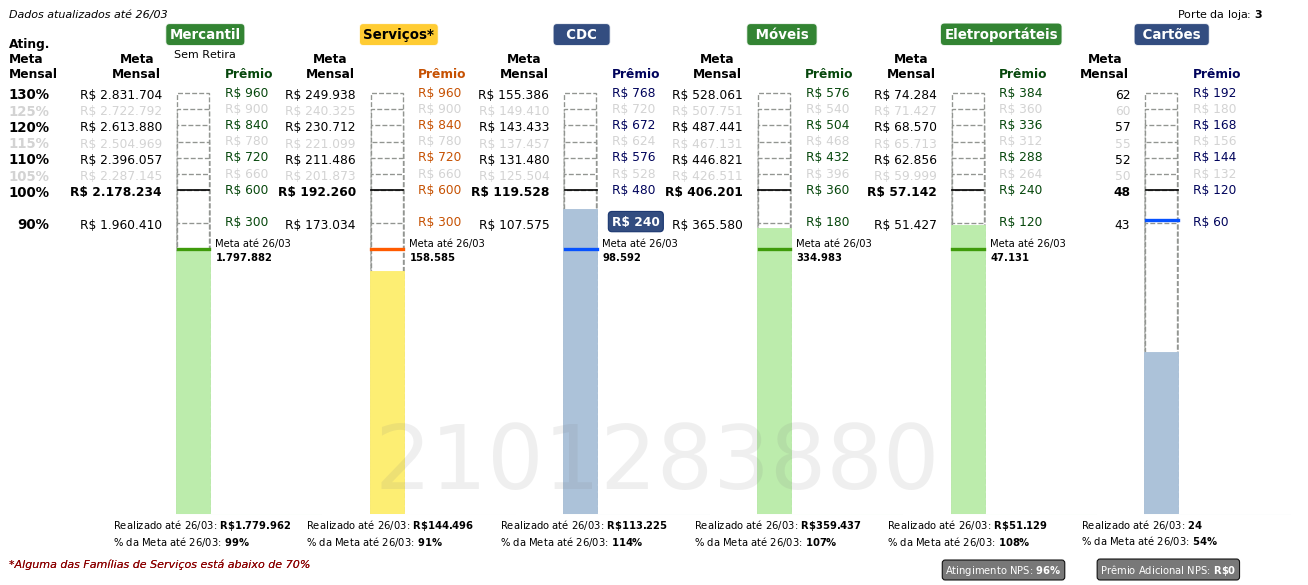 Dados atualizados até 26/03
Porte da loja: 3
Mercantil Serviços* CDC Móveis Eletroportáteis Cartões
Sem Retira
Ating. Meta Mensal
Meta Mensal Prêmio Meta Mensal Prêmio Meta Mensal Prêmio Meta Mensal Prêmio Meta Mensal Prêmio Meta Mensal Prêmio
130% R$ 2.831.704 R$ 960 R$ 249.938 R$ 960 R$ 155.386 R$ 768 R$ 528.061 R$ 576 R$ 74.284 R$ 384 62 R$ 192
125% R$ 2.722.792 R$ 900 R$ 240.325 R$ 900 R$ 149.410 R$ 720 R$ 507.751 R$ 540 R$ 71.427 R$ 360 60 R$ 180
120% R$ 2.613.880 R$ 840 R$ 230.712 R$ 840 R$ 143.433 R$ 672 R$ 487.441 R$ 504 R$ 68.570 R$ 336 57 R$ 168
115% R$ 2.504.969 R$ 780 R$ 221.099 R$ 780 R$ 137.457 R$ 624 R$ 467.131 R$ 468 R$ 65.713 R$ 312 55 R$ 156
110% R$ 2.396.057 R$ 720 R$ 211.486 R$ 720 R$ 131.480 R$ 576 R$ 446.821 R$ 432 R$ 62.856 R$ 288 52 R$ 144
105% R$ 2.287.145 R$ 660 R$ 201.873 R$ 660 R$ 125.504 R$ 528 R$ 426.511 R$ 396 R$ 59.999 R$ 264 50 R$ 132
100% R$ 2.178.234 R$ 600 R$ 192.260 R$ 600 R$ 119.528 R$ 480 R$ 406.201 R$ 360 R$ 57.142 R$ 240 48 R$ 120
90% R$ 1.960.410 R$ 300 R$ 173.034 R$ 300 R$ 107.575 R$ 240 R$ 365.580 R$ 180 R$ 51.427 R$ 120 43 R$ 60
Meta até 26/03 Meta até 26/03 Meta até 26/03 Meta até 26/03 Meta até 26/03
1.797.882 158.585 98.592 334.983 47.131
2101283880
Realizado até 26/03: R$1.779.962 Realizado até 26/03: R$144.496 Realizado até 26/03: R$113.225 Realizado até 26/03: R$359.437 Realizado até 26/03: R$51.129 Realizado até 26/03: 24
% da Meta até 26/03: 99% % da Meta até 26/03: 91% % da Meta até 26/03: 114% % da Meta até 26/03: 107% % da Meta até 26/03: 108% % da Meta até 26/03: 54%
*Alguma das Famílias de Serviços está abaixo de 70%
Atingimento NPS: 96% Prêmio Adicional NPS: R$0